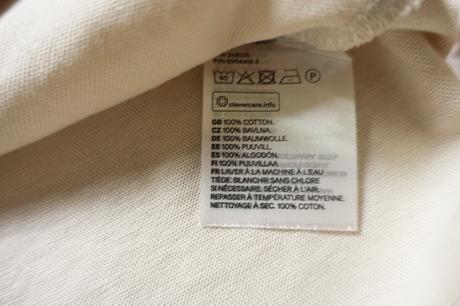 40 P
clevercare.info
GB 100% COTTON.
CZ 100% BAVLNA.
DE 100% BAUMWOLLE.
EE 100% PUUVILL.
ES 100% ALGODÓN.
FI 100% PUUVILLAA
FR LAVER À LA MACHINE À L'EAU
TIÈDE. BLANCHIR SANS CHLORE
SI NÉCESSAIRE. SÉCHER À L'AIR.
REPASSER À TEMPÉRATURE MOYENNE.
NETTOYAGE À SEC. 100% COTON.